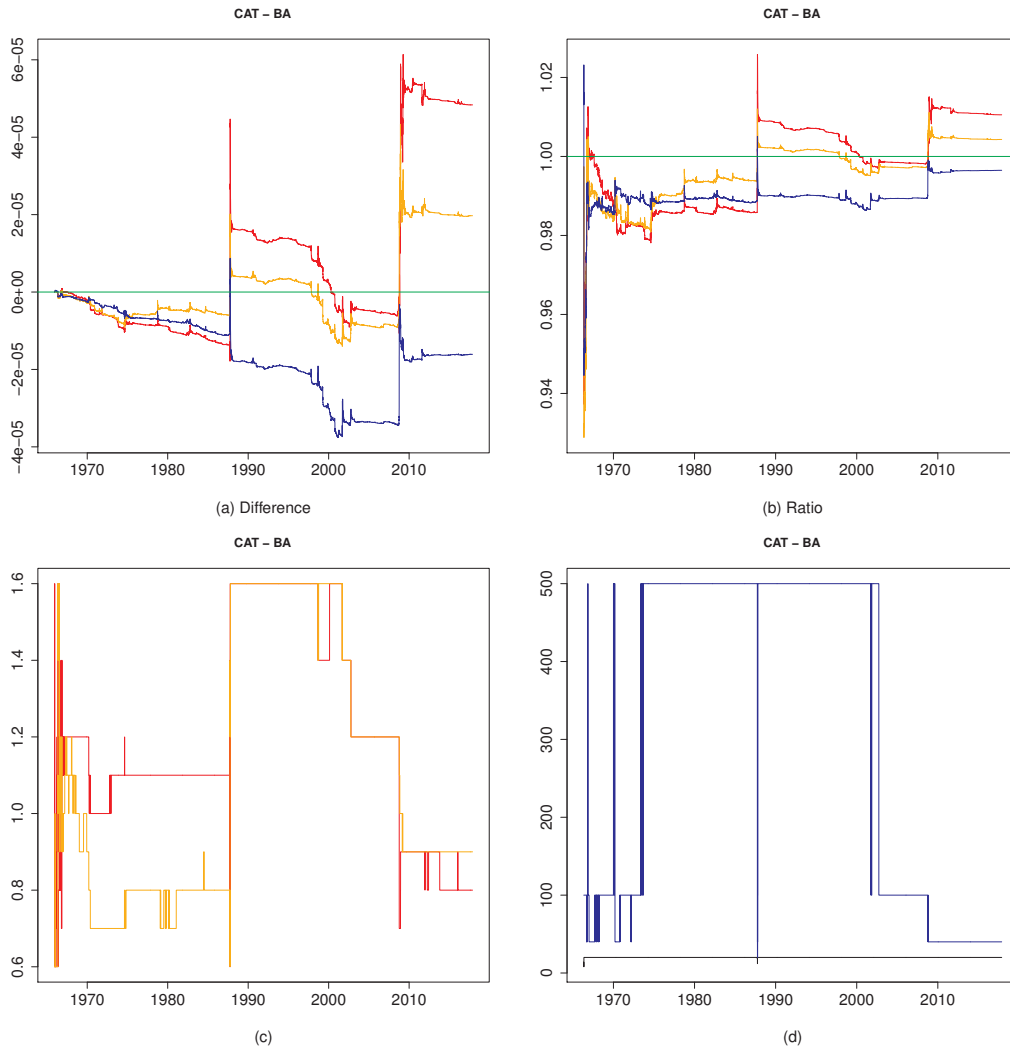 CAT – BA
6e−05
4e−05
2e−05
0e+00
−2e−05
−4e−05
1970 1980 1990 2000 2010
(a) Difference
CAT – BA
1.02
1.00
0.98
0.96
0.94
1970 1980 1990 2000 2010
(b) Ratio
CAT – BA
1.6
1.4
1.2
1.0
0.8
0.6
1970 1980 1990 2000 2010
(c)
CAT – BA
500
400
300
200
100
0
1970 1980 1990 2000 2010
(d)